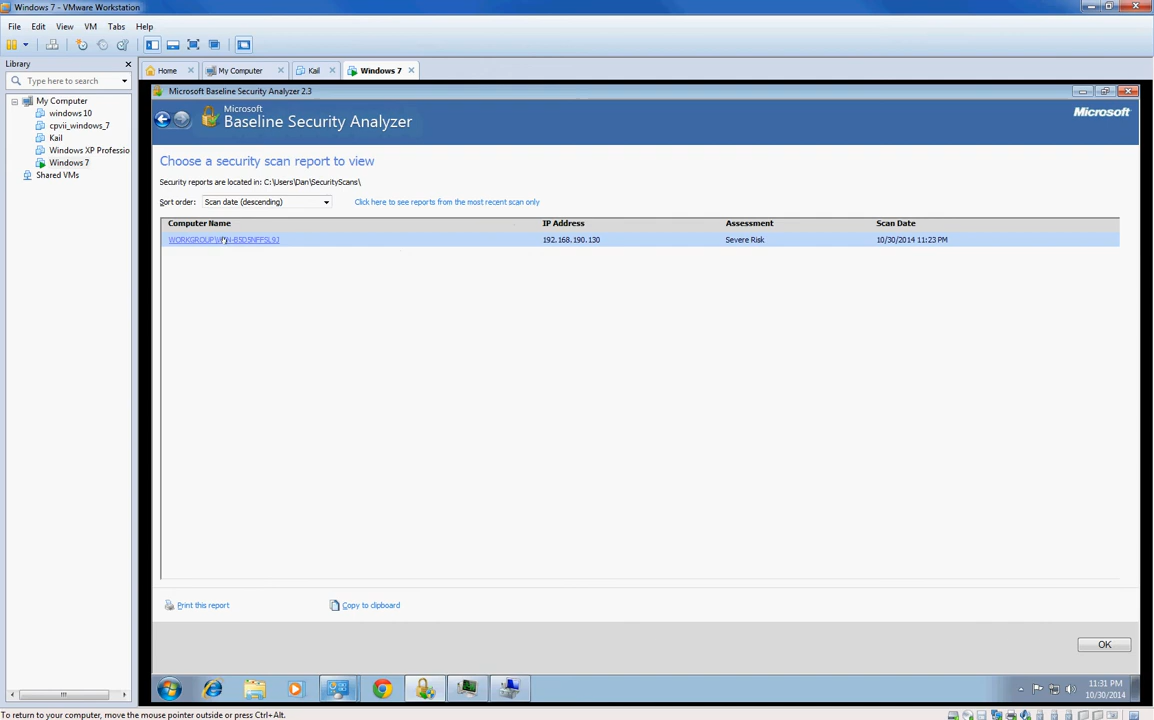 Windows 7 - VMware Workstation
File Edit View VM Tabs Help
Library
Type here to search
My Computer
windows 10
cpvii_windows_7
Kail
Windows XP Professio
Windows 7
Shared VMs
Home My Computer Kail Windows 7
Microsoft Baseline Security Analyzer 2.3
Microsoft
Baseline Security Analyzer
Microsoft
Choose a security scan report to view
Security reports are located in: C:\Users\Dan\SecurityScans\
Sort order: Scan date (descending) Click here to see reports from the most recent scan only
Computer Name IP Address Assessment Scan Date
192.168.190.130 Severe Risk 10/30/2014 11:23 PM
Print this report Copy to clipboard
OK
11:31 PM
10/30/2014
To return to your computer, move the mouse pointer outside or press Ctrl+Alt.